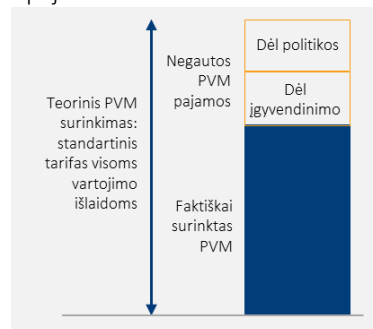 Negautos
PVM
pajamos
Dėl politikos
Dėl
įgyvendinimo
Teorinis PVM
surinkimas:
standartinis
tarifas visoms
vartojimo
išlaidoms
Faktiškai
surinktas
PVM